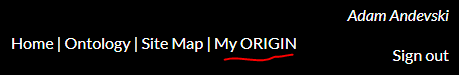 Adam Andevski
Home | Ontology | Site Map | My ORIGIN
Sign out